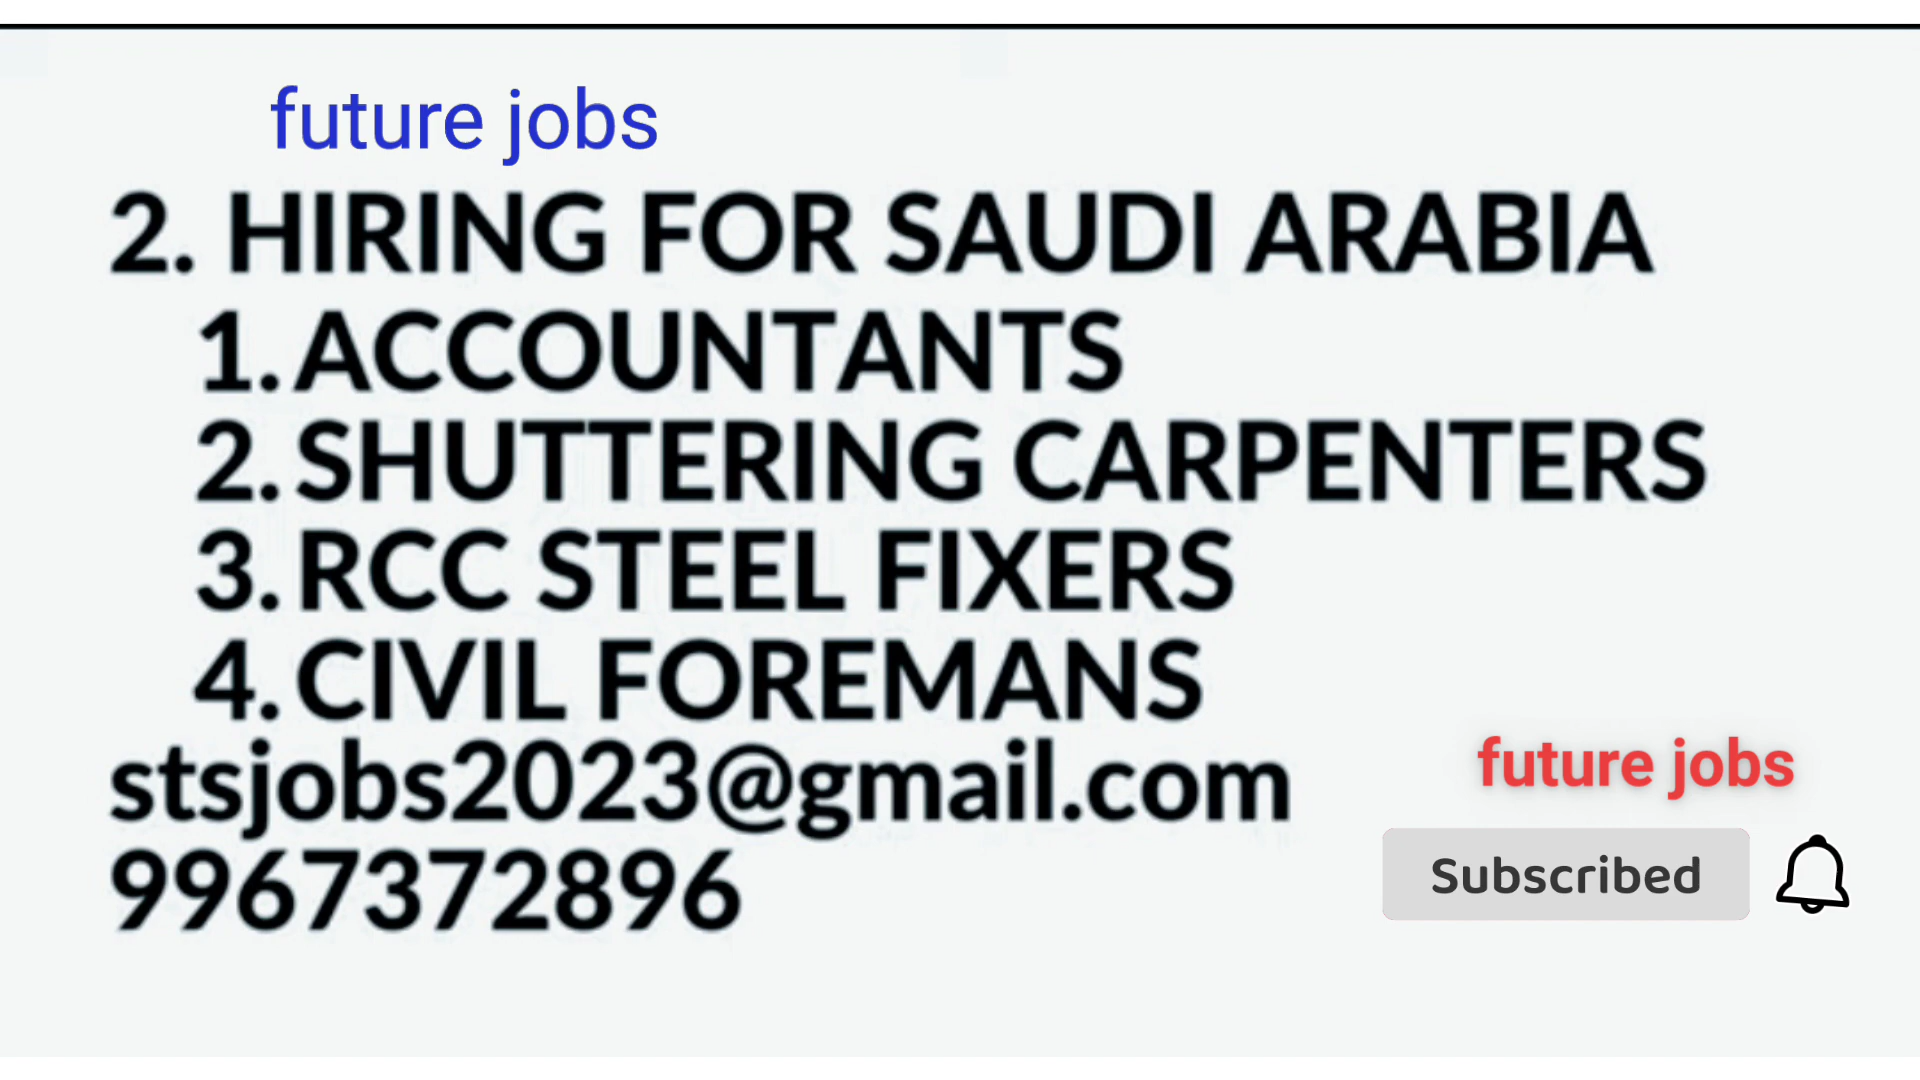 future jobs
2. HIRING FOR SAUDI ARABIA
1. ACCOUNTANTS
2. SHUTTERING CARPENTERS
3. RCC STEEL FIXERS
4. CIVIL FOREMANS
stsjobs2023@gmail.com
9967372896
future jobs
Subscribed